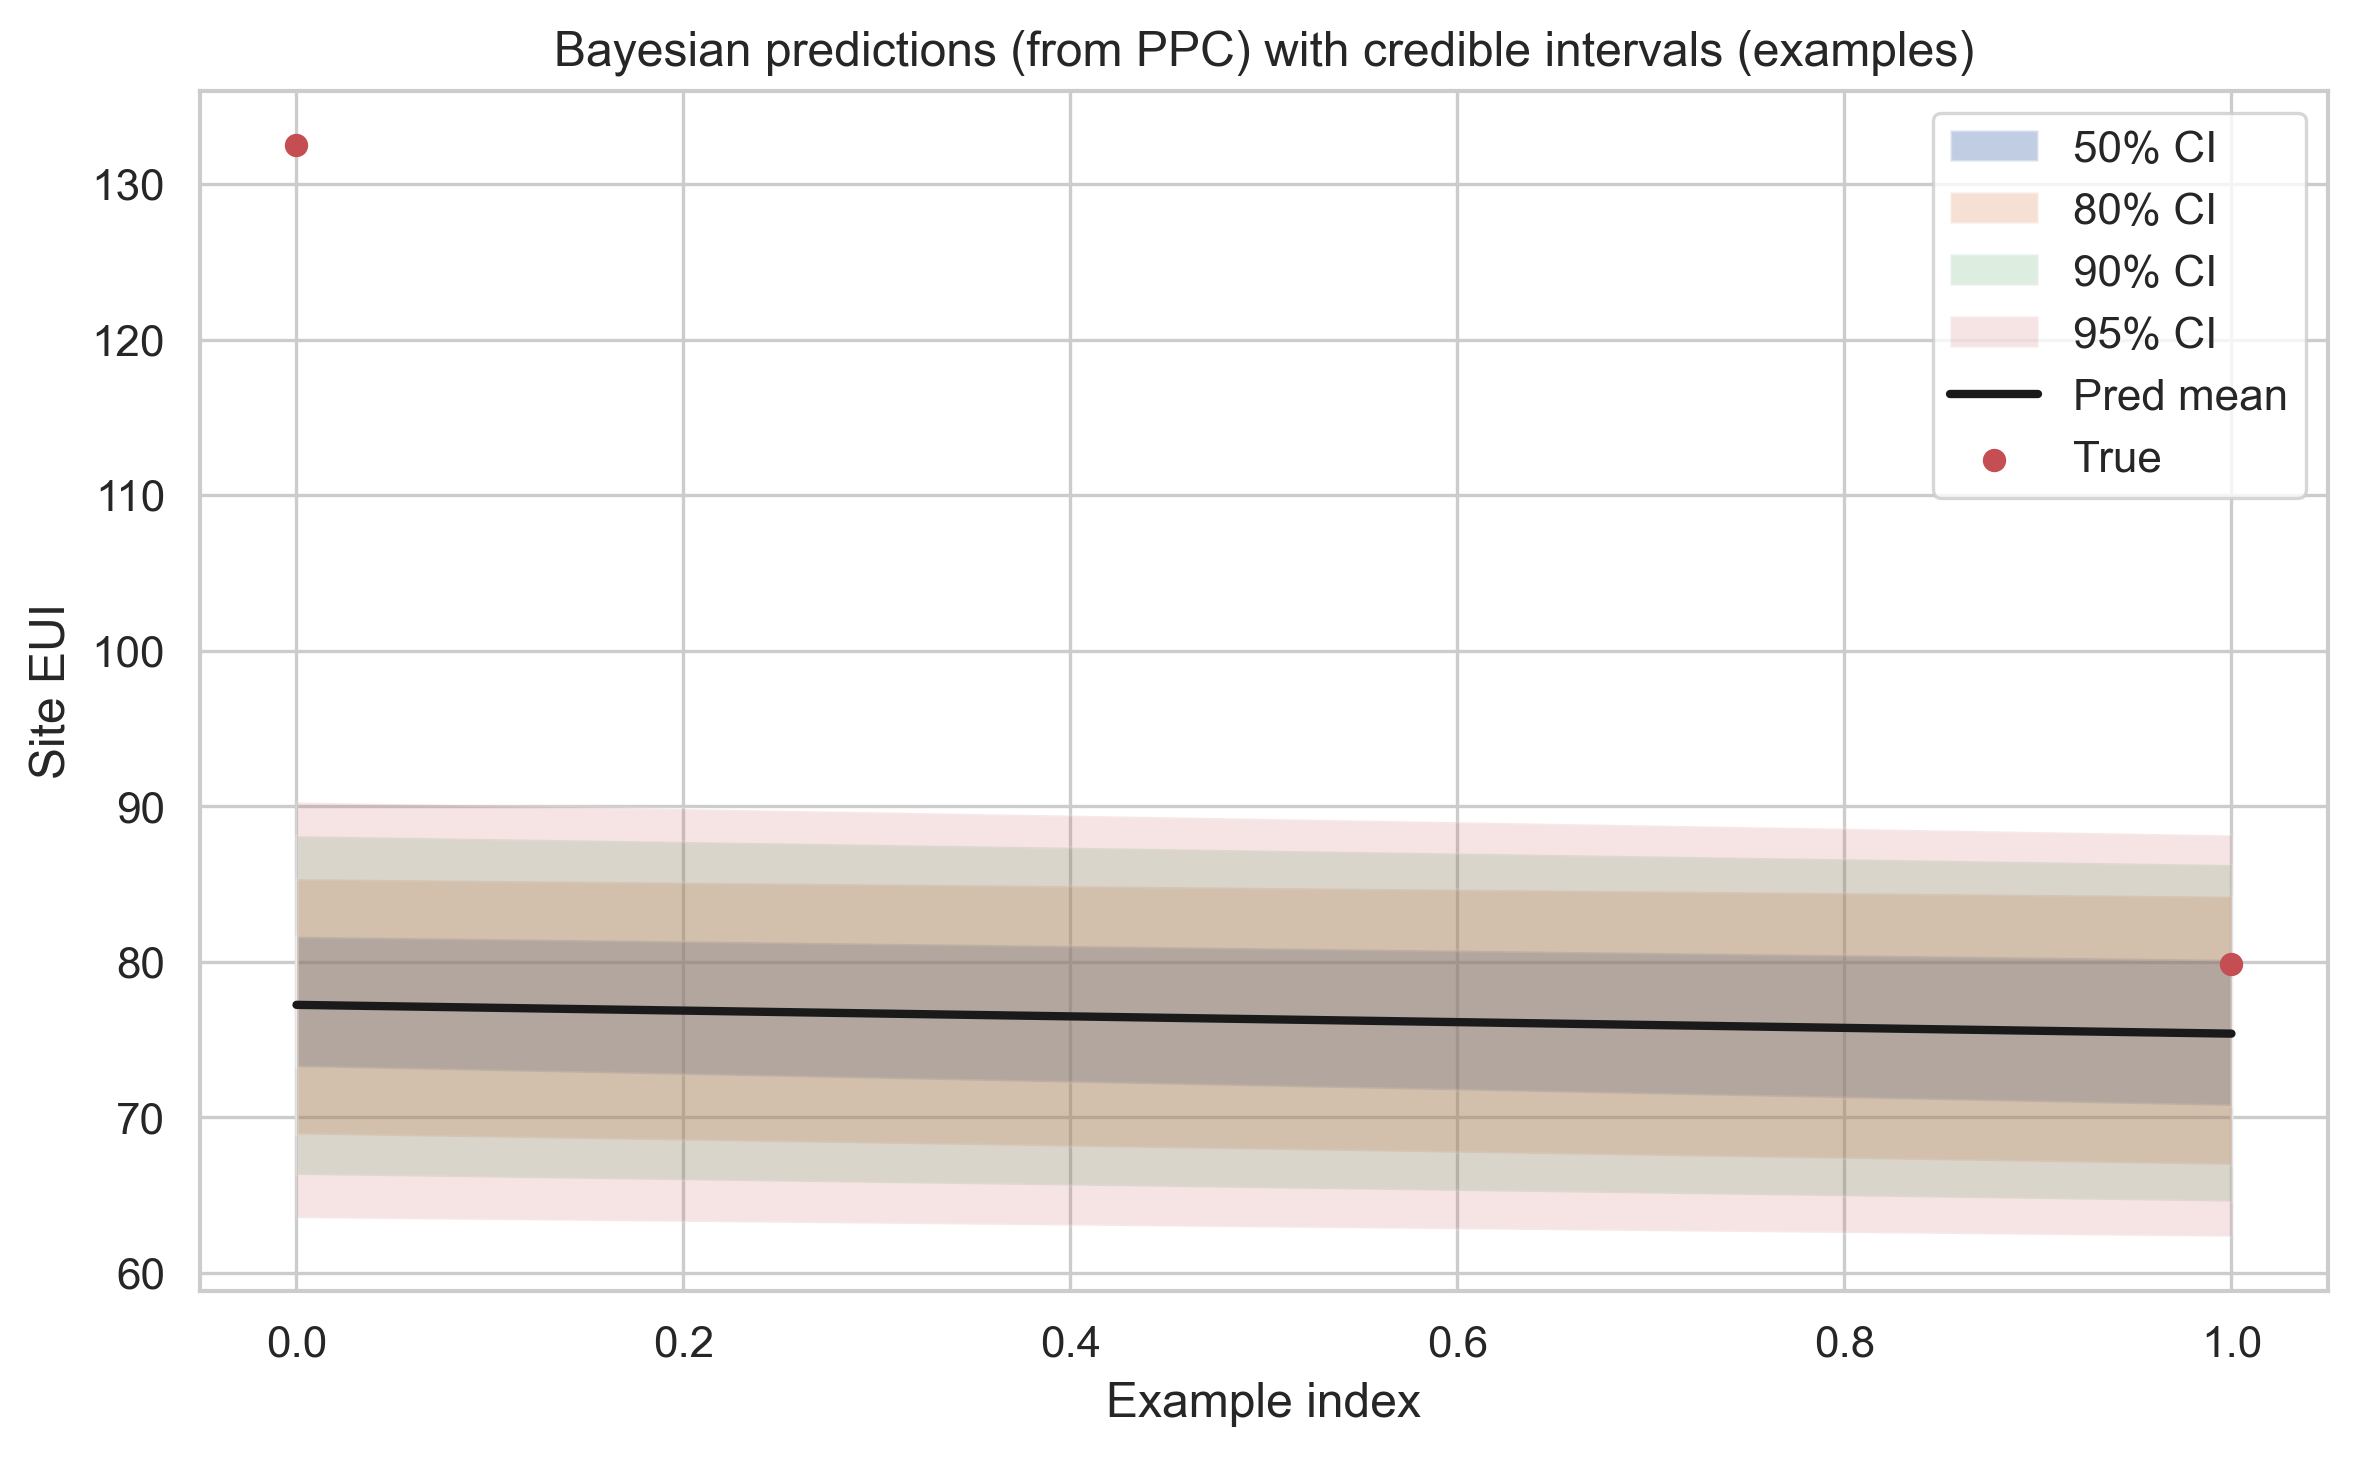 Bayesian predictions (from PPC) with credible intervals (examples)
50% CI
80% CI
90% CI
95% CI
Pred mean
True
Site EUI
130
120
110
100
90
80
70
60
0.0 0.2 0.4 0.6 0.8 1.0
Example index